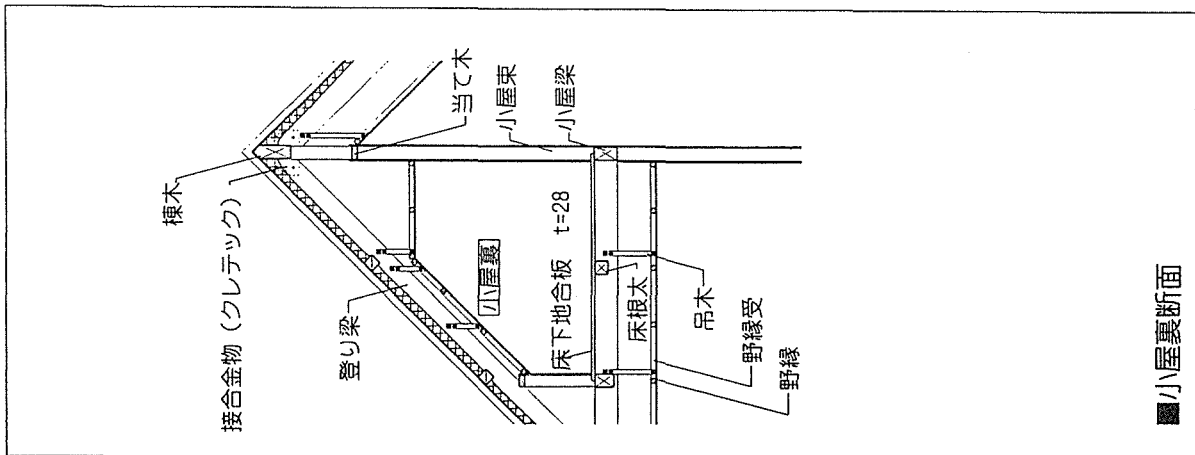 棟木
接合金物（クレテック）
登り梁
小屋裏
当て木
小屋束
小屋梁
床下地合板　t=28
床根太
吊木
野縁受
野縁
■小屋裏断面